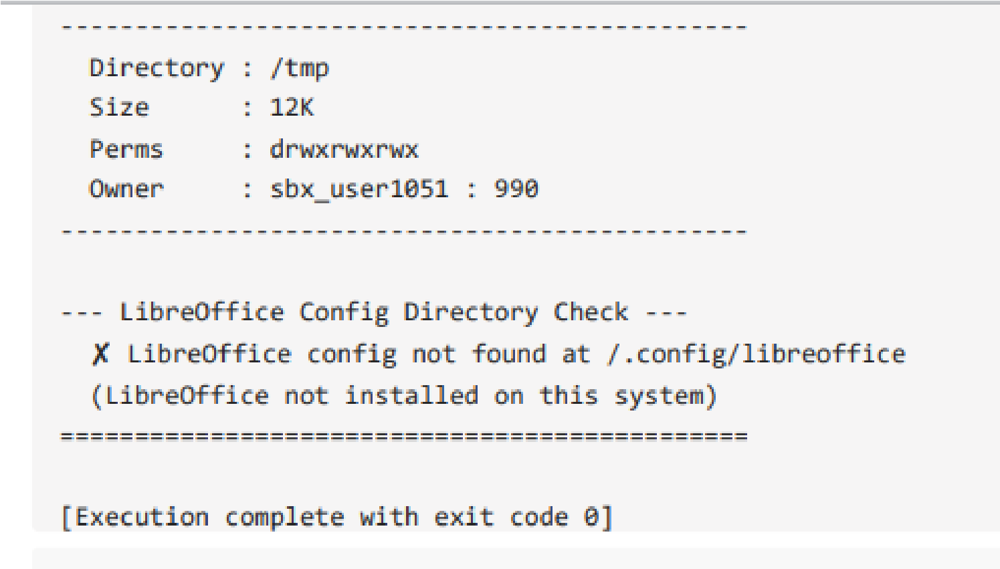 ----------------------------------------------
Directory : /tmp
Size : 12K
Perms : drwxrwxrwx
Owner : sbx_user1051 : 990
----------------------------------------------
--- LibreOffice Config Directory Check ---
✗ LibreOffice config not found at /.config/libreoffice
(LibreOffice not installed on this system)
==============================================
[Execution complete with exit code 0]